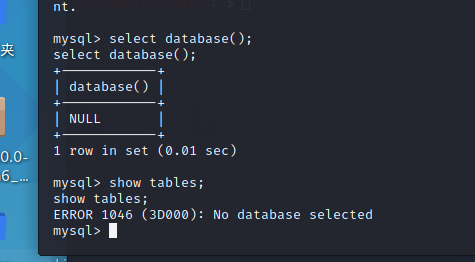 nt.
mysql> select database();
夹
select database();
+------------+
| database() |
+------------+
| NULL       |
+------------+
0.0-
1 row in set (0.01 sec)
6_...
mysql> show tables;
show tables;
ERROR 1046 (3D000): No database selected
mysql>